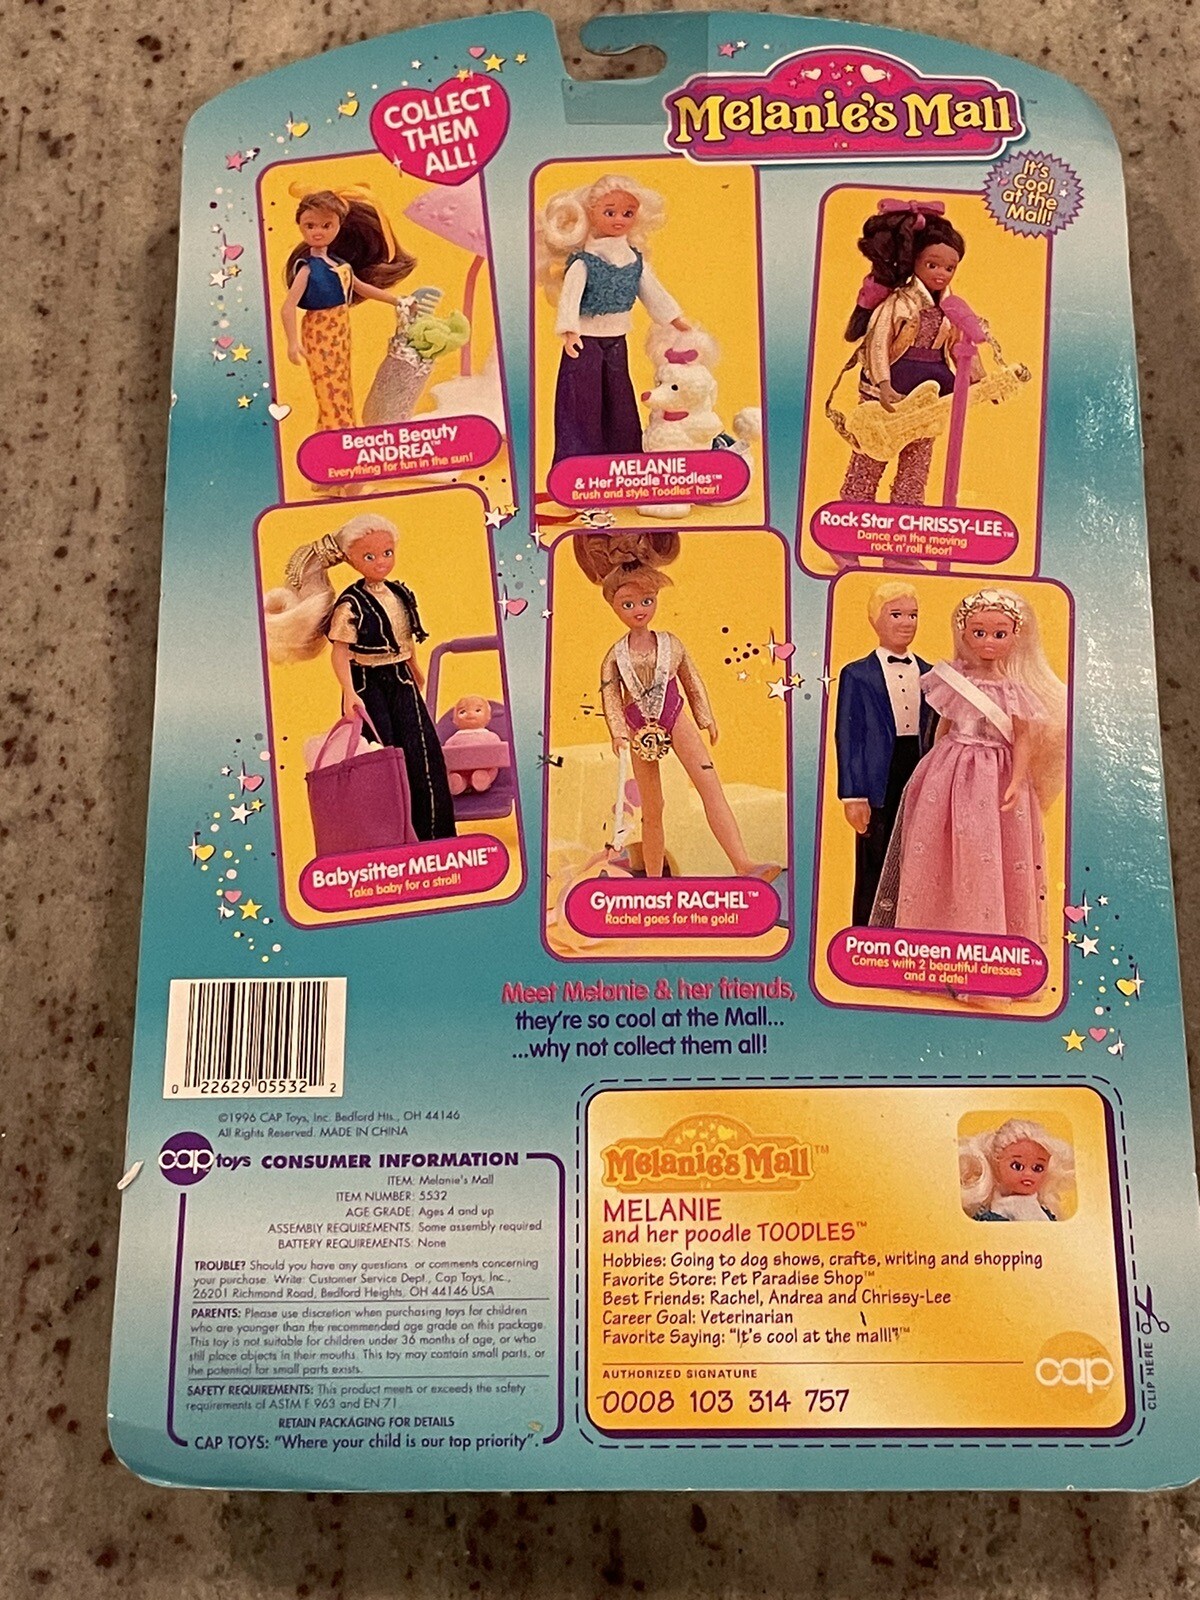 COLLECT
THEM
ALL!
Melanie's Mall™
It's
Cool
at the
Mall!
Beach Beauty
ANDREA™
Everything for fun in the sun!
MELANIE
& Her Poodle Toodles™
Brush and style Toodles' hair!
Rock Star CHRISSY-LEE™
Dance on the moving
rock n'roll floor!
Babysitter MELANIE™
Take baby for a stroll!
Gymnast RACHEL™
Rachel goes for the gold!
Prom Queen MELANIE™
Comes with 2 beautiful dresses
and a date!
Meet Melanie & her friends,
they're so cool at the Mall...
...why not collect them all!
0 22629 05532 2
©1996 CAP Toys, Inc. Bedford Hts., OH 44146
All Rights Reserved. MADE IN CHINA
cap toys CONSUMER INFORMATION
ITEM: Melanie's Mall
ITEM NUMBER: 5532
AGE GRADE: Ages 4 and up
ASSEMBLY REQUIREMENTS: Some assembly required
BATTERY REQUIREMENTS: None
TROUBLE? Should you have any questions or comments concerning
your purchase. Write: Customer Service Dept., Cap Toys, Inc.,
26201 Richmond Road, Bedford Heights, OH 44146 USA
PARENTS: Please use discretion when purchasing toys for children
who are younger than the recommended age grade on this package.
This toy is not suitable for children under 36 months of age, or who
still place objects in their mouths. This toy may contain small parts, or
the potential for small parts exists.
SAFETY REQUIREMENTS: This product meets or exceeds the safety
requirements of ASTM F 963 and EN 71.
RETAIN PACKAGING FOR DETAILS
CAP TOYS: "Where your child is our top priority".
Melanie's Mall™
MELANIE
and her poodle TOODLES™
Hobbies: Going to dog shows, crafts, writing and shopping
Favorite Store: Pet Paradise Shop™
Best Friends: Rachel, Andrea and Chrissy-Lee
Career Goal: Veterinarian
Favorite Saying: "It's cool at the mall!"™
AUTHORIZED SIGNATURE
0008 103 314 757
cap
CLIP HERE